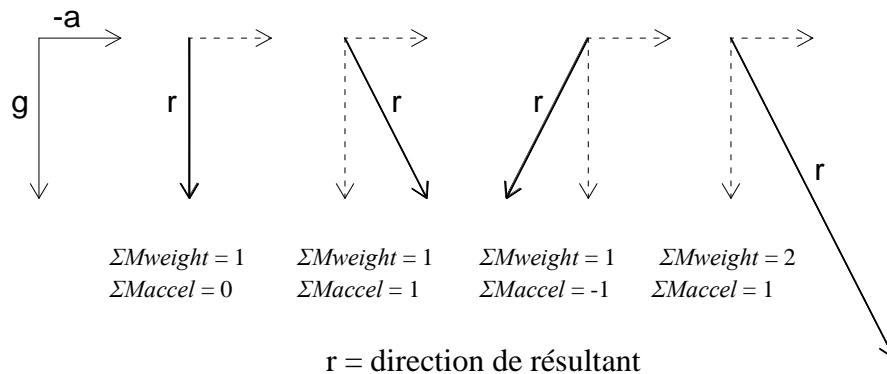 -a
g
r
r
r
r
ΣMweight = 1
ΣMaccel = 0
ΣMweight = 1
ΣMaccel = 1
ΣMweight = 1
ΣMaccel = -1
ΣMweight = 2
ΣMaccel = 1
r = direction de résultant